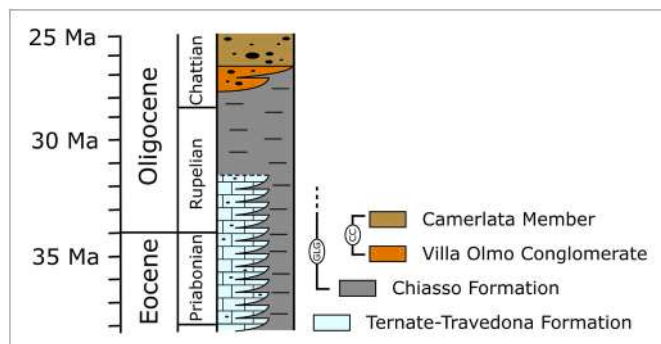 25 Ma
30 Ma
35 Ma
Oligocene
Eocene
Chattian
Rupelian
Priabonian
Camerlata Member
CC
Villa Olmo Conglomerate
GLG
Chiasso Formation
Ternate-Travedona Formation